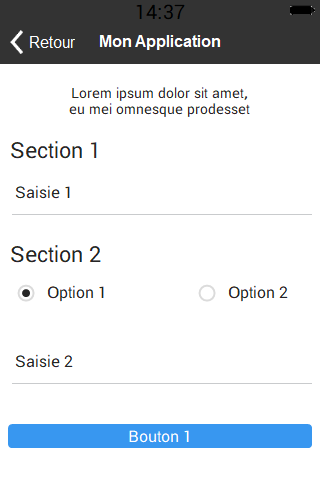 14:37
Retour
Mon Application
Lorem ipsum dolor sit amet,
eu mei omnesque prodesset
Section 1
Saisie 1
Section 2
Option 1
Option 2
Saisie 2
Bouton 1